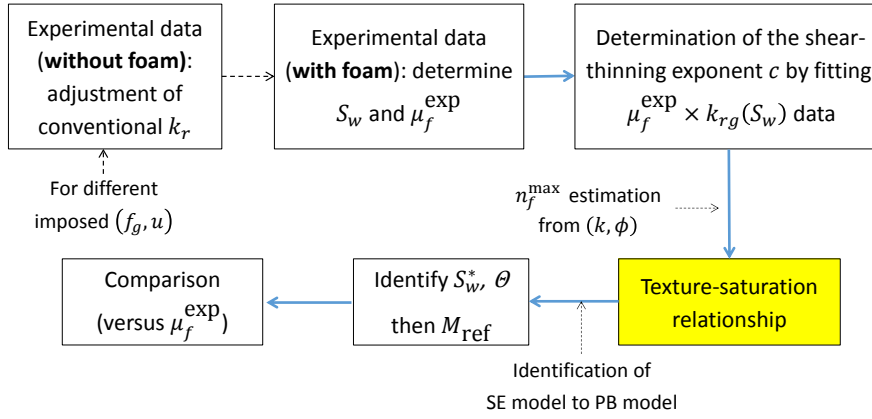 Experimental data
(without foam):
adjustment of
conventional k_r
Experimental data
(with foam): determine
S_w and μ_f^exp
Determination of the shear-
thinning exponent c by fitting
μ_f^exp × k_rg(S_w) data
For different
imposed (f_g, u)
n_f^max estimation
from (k, ϕ)
Comparison
(versus μ_f^exp)
Identify S_w^*, Θ
then M_ref
Texture-saturation
relationship
Identification of
SE model to PB model